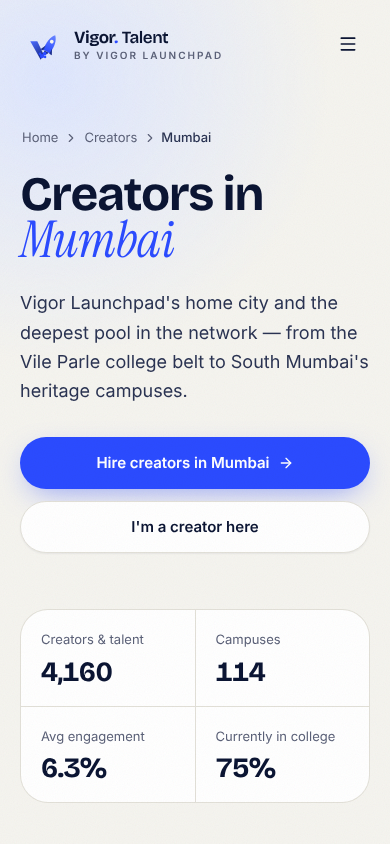 Vigor. Talent
BY VIGOR LAUNCHPAD
Home > Creators > Mumbai
Creators in
Mumbai
Vigor Launchpad's home city and the
deepest pool in the network — from the
Vile Parle college belt to South Mumbai's
heritage campuses.
Hire creators in Mumbai →
I'm a creator here
Creators & talent
4,160
Campuses
114
Avg engagement
6.3%
Currently in college
75%